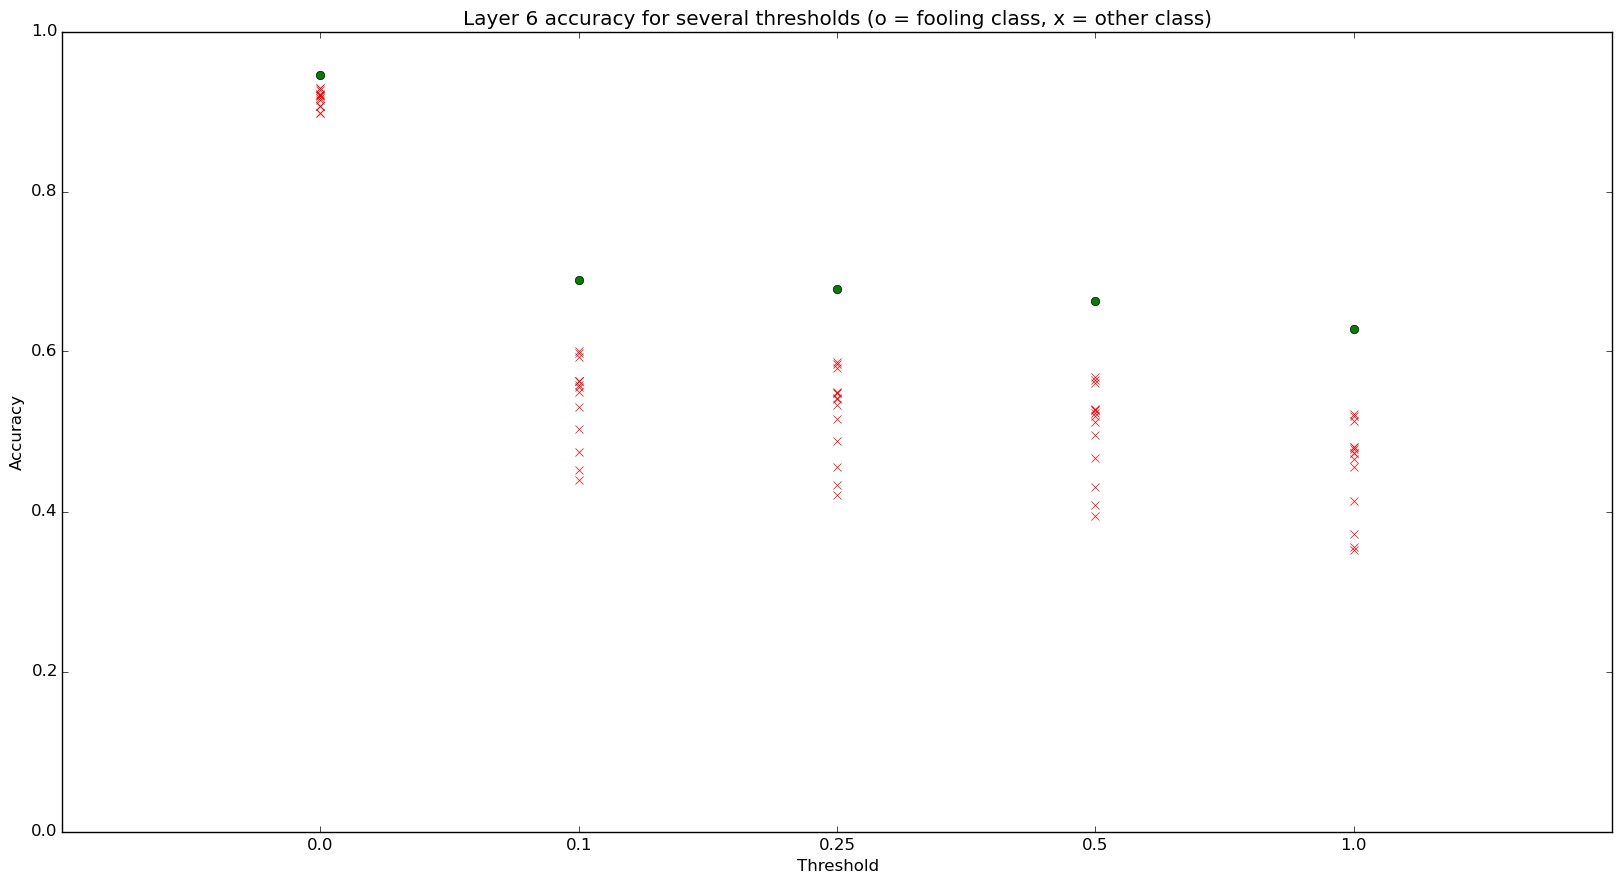 Layer 6 accuracy for several thresholds (o = fooling class, x = other class)
1.0
0.8
0.6
0.4
0.2
0.0
Accuracy
0.0 0.1 0.25 0.5 1.0
Threshold